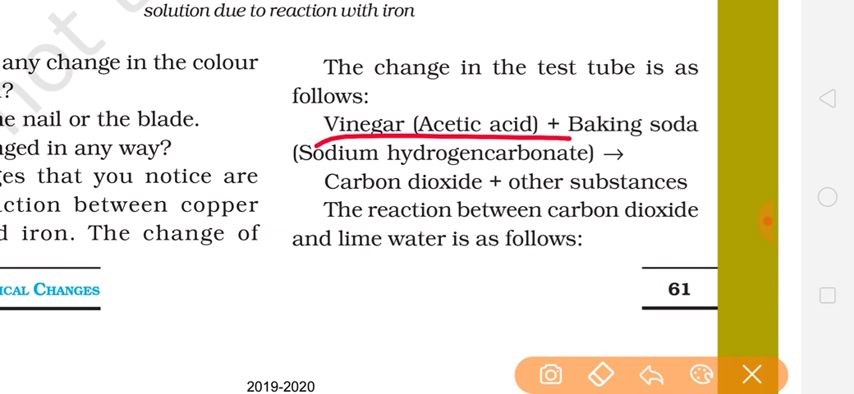 solution due to reaction with iron
any change in the colour
?
e nail or the blade.
ged in any way?
es that you notice are
ction between copper
d iron. The change of
The change in the test tube is as
follows:
Vinegar (Acetic acid) + Baking soda
(Sodium hydrogencarbonate) →
Carbon dioxide + other substances
The reaction between carbon dioxide
and lime water is as follows:
ICAL CHANGES
61
2019-2020
not